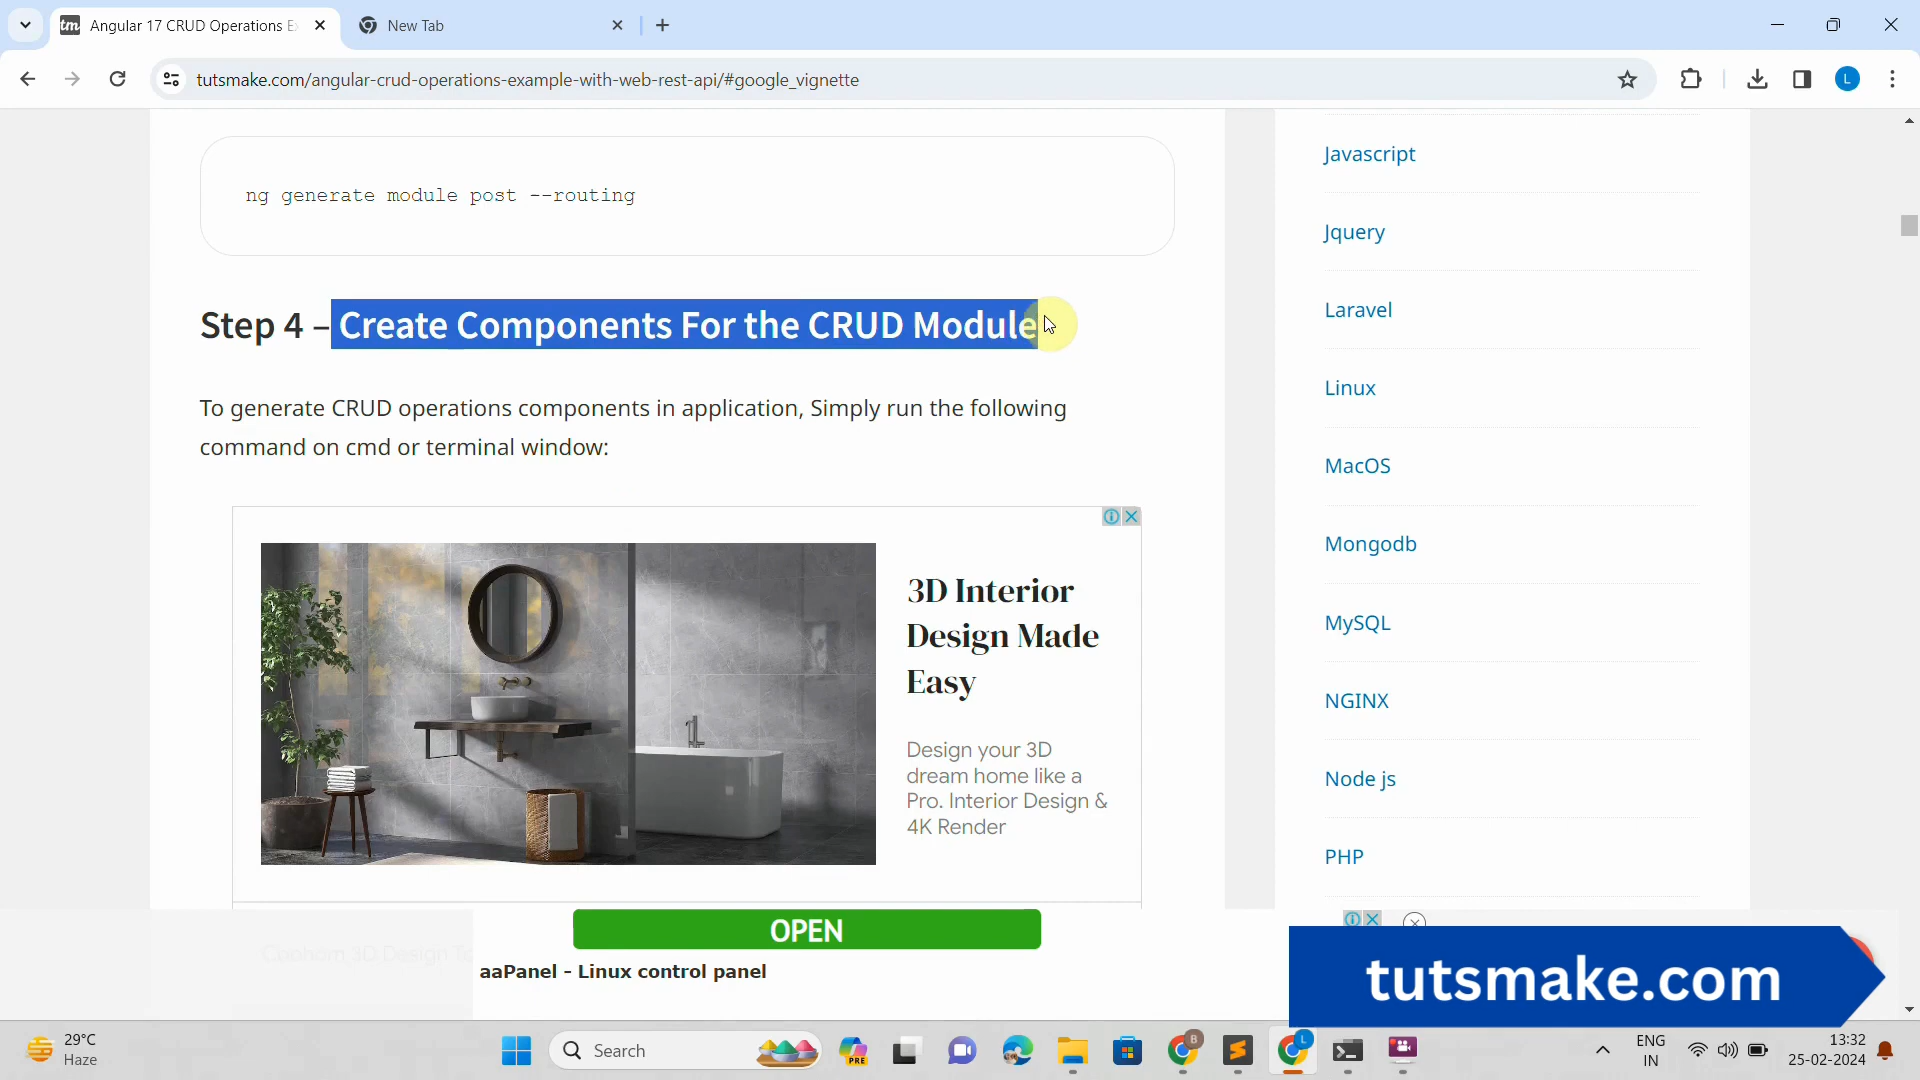 tm Angular 17 CRUD Operations Ex
New Tab
tutsmake.com/angular-crud-operations-example-with-web-rest-api/#google_vignette
L
ng generate module post --routing
Step 4 – Create Components For the CRUD Module
To generate CRUD operations components in application, Simply run the following
command on cmd or terminal window:
3D Interior
Design Made
Easy
Design your 3D
dream home like a
Pro. Interior Design &
4K Render
Javascript
Jquery
Laravel
Linux
MacOS
Mongodb
MySQL
NGINX
Node js
PHP
OPEN
aaPanel - Linux control panel
tutsmake.com
29°C
Haze
Search
PRE
B
L
ENG
IN
13:32
25-02-2024